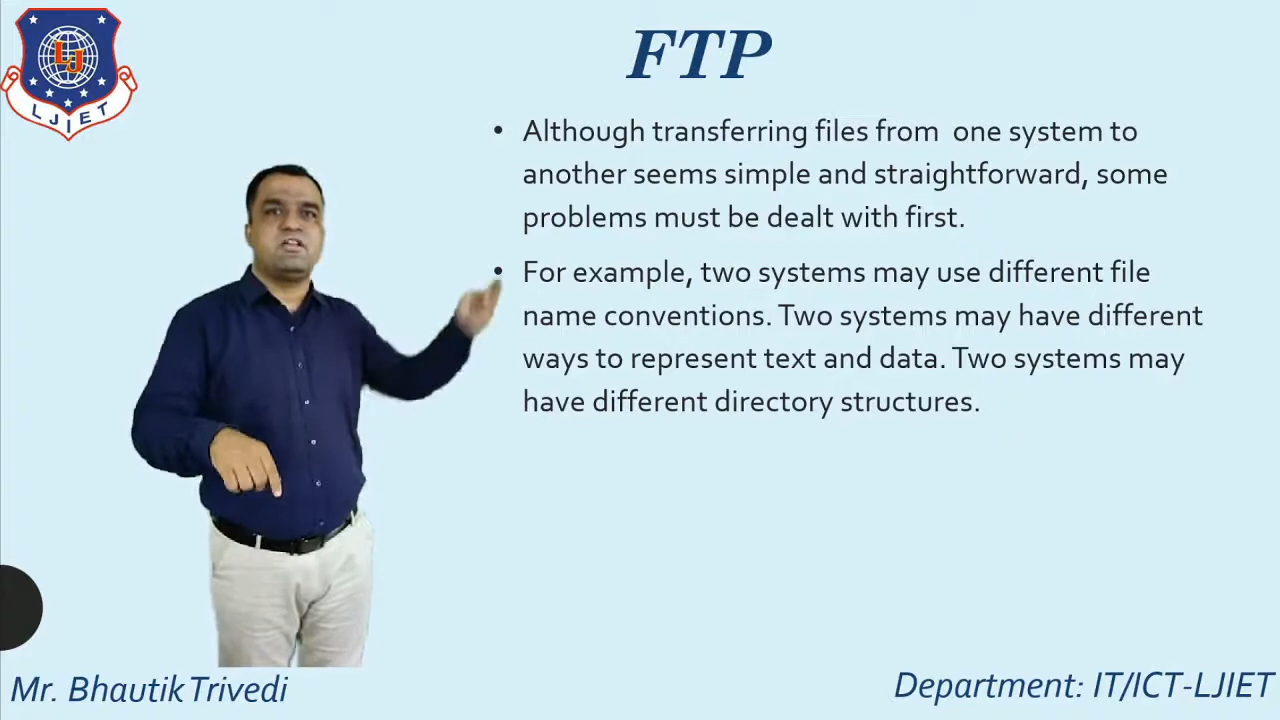 LJ
LJIET
FTP
• Although transferring files from one system to
another seems simple and straightforward, some
problems must be dealt with first.
• For example, two systems may use different file
name conventions. Two systems may have different
ways to represent text and data. Two systems may
have different directory structures.
Mr. Bhautik Trivedi
Department: IT/ICT-LJIET